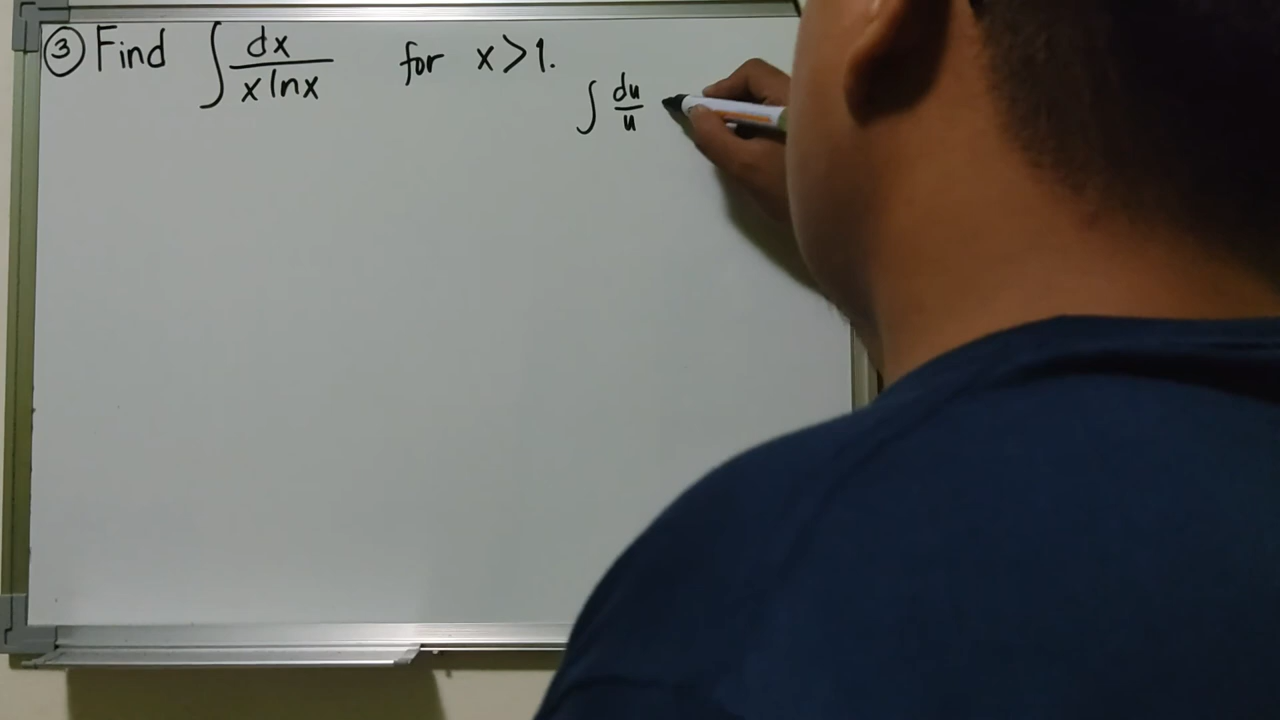 ③ Find ∫ dx / x ln x for x > 1.
∫ du / u